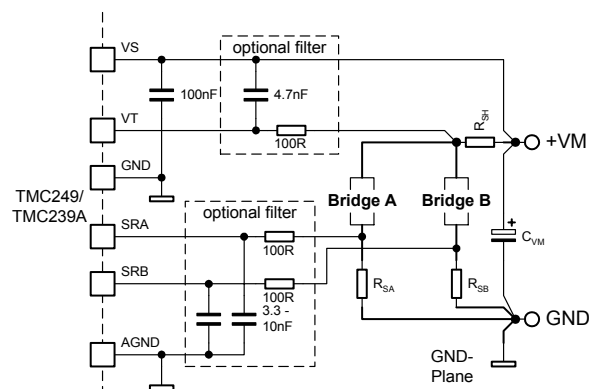 VS
optional filter
100nF
4.7nF
VT
100R
R_SH
+VM
GND
TMC249/
TMC239A
optional filter
Bridge A
Bridge B
SRA
100R
+
C_VM
SRB
100R
R_SA
R_SB
3.3 -
10nF
GND
AGND
GND-
Plane